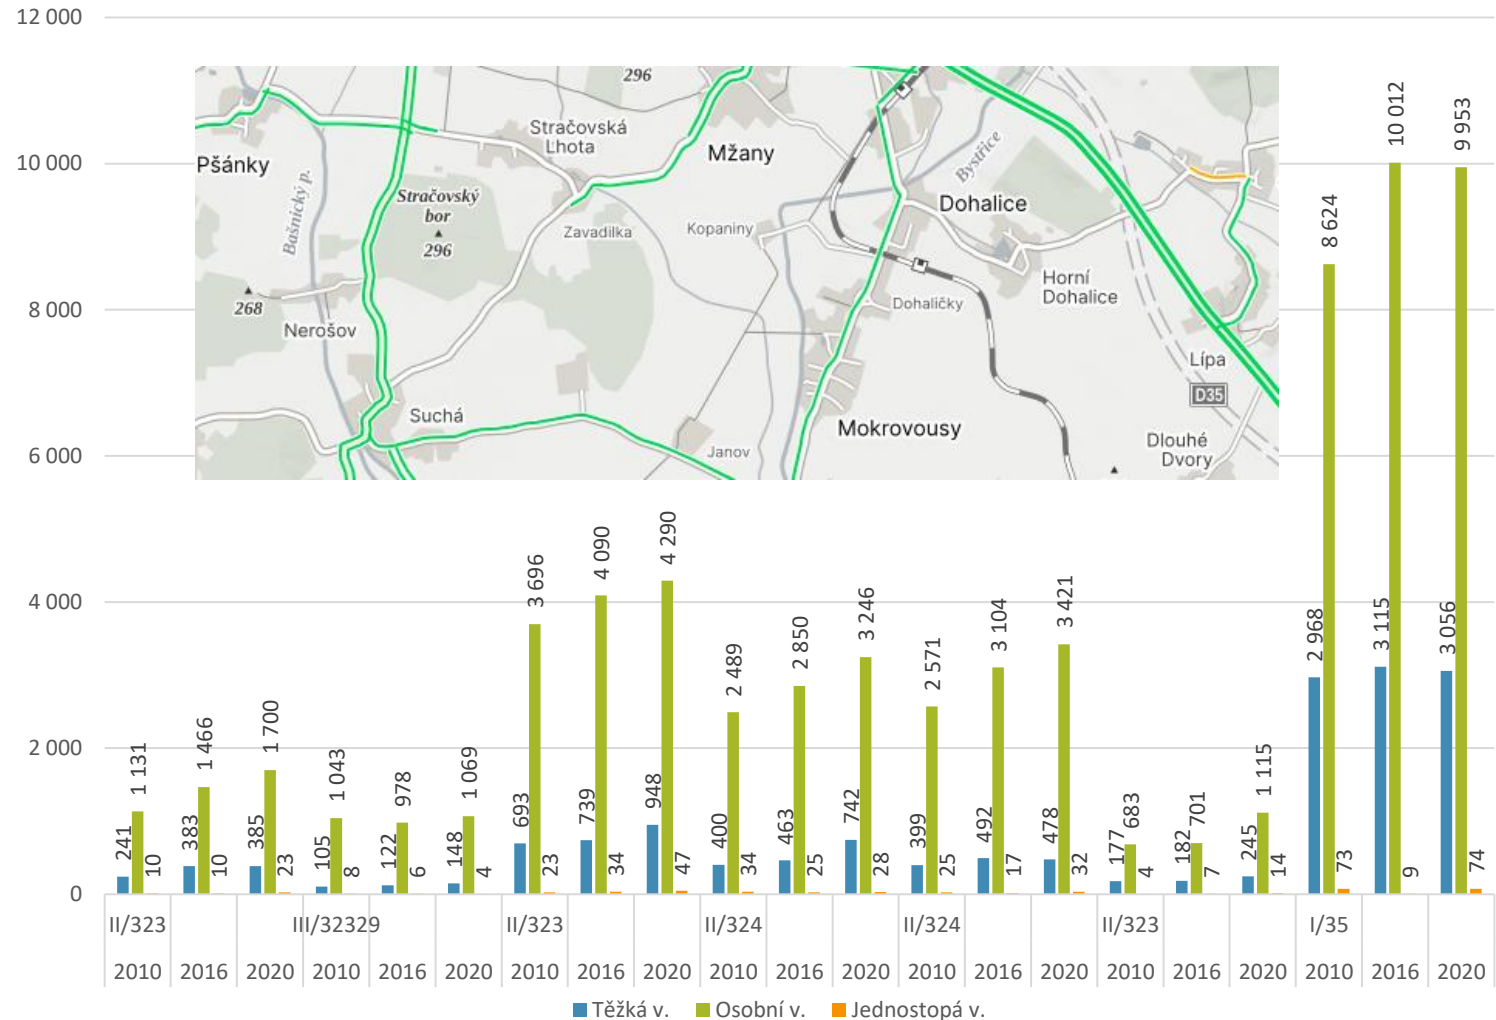 12 000
10 000
8 000
6 000
4 000
2 000
0
296
Pšánky
Stračovská
Lhota
Mžany
Bašnický p.
Stračovský
bor
296
Zavadilka
Kopaniny
Bystřice
Dohalice
Horní
Dohalice
Dohaličky
268
Nerošov
Lípa
D35
Suchá
Mokrovousy
Janov
Dlouhé
Dvory
241
1 131
10
383
1 466
10
385
1 700
23
105
1 043
8
122
978
6
148
1 069
4
693
3 696
23
739
4 090
34
948
4 290
47
400
2 489
34
463
2 850
25
742
3 246
28
399
2 571
25
492
3 104
17
478
3 421
32
177
683
4
182
701
7
245
1 115
14
2 968
8 624
73
3 115
10 012
9
3 056
9 953
74
II/323 III/32329 II/323 II/324 II/324 II/323 I/35
2010 2016 2020 2010 2016 2020 2010 2016 2020 2010 2016 2020 2010 2016 2020 2010 2016 2020 2010 2016 2020
Těžká v. Osobní v. Jednostopá v.